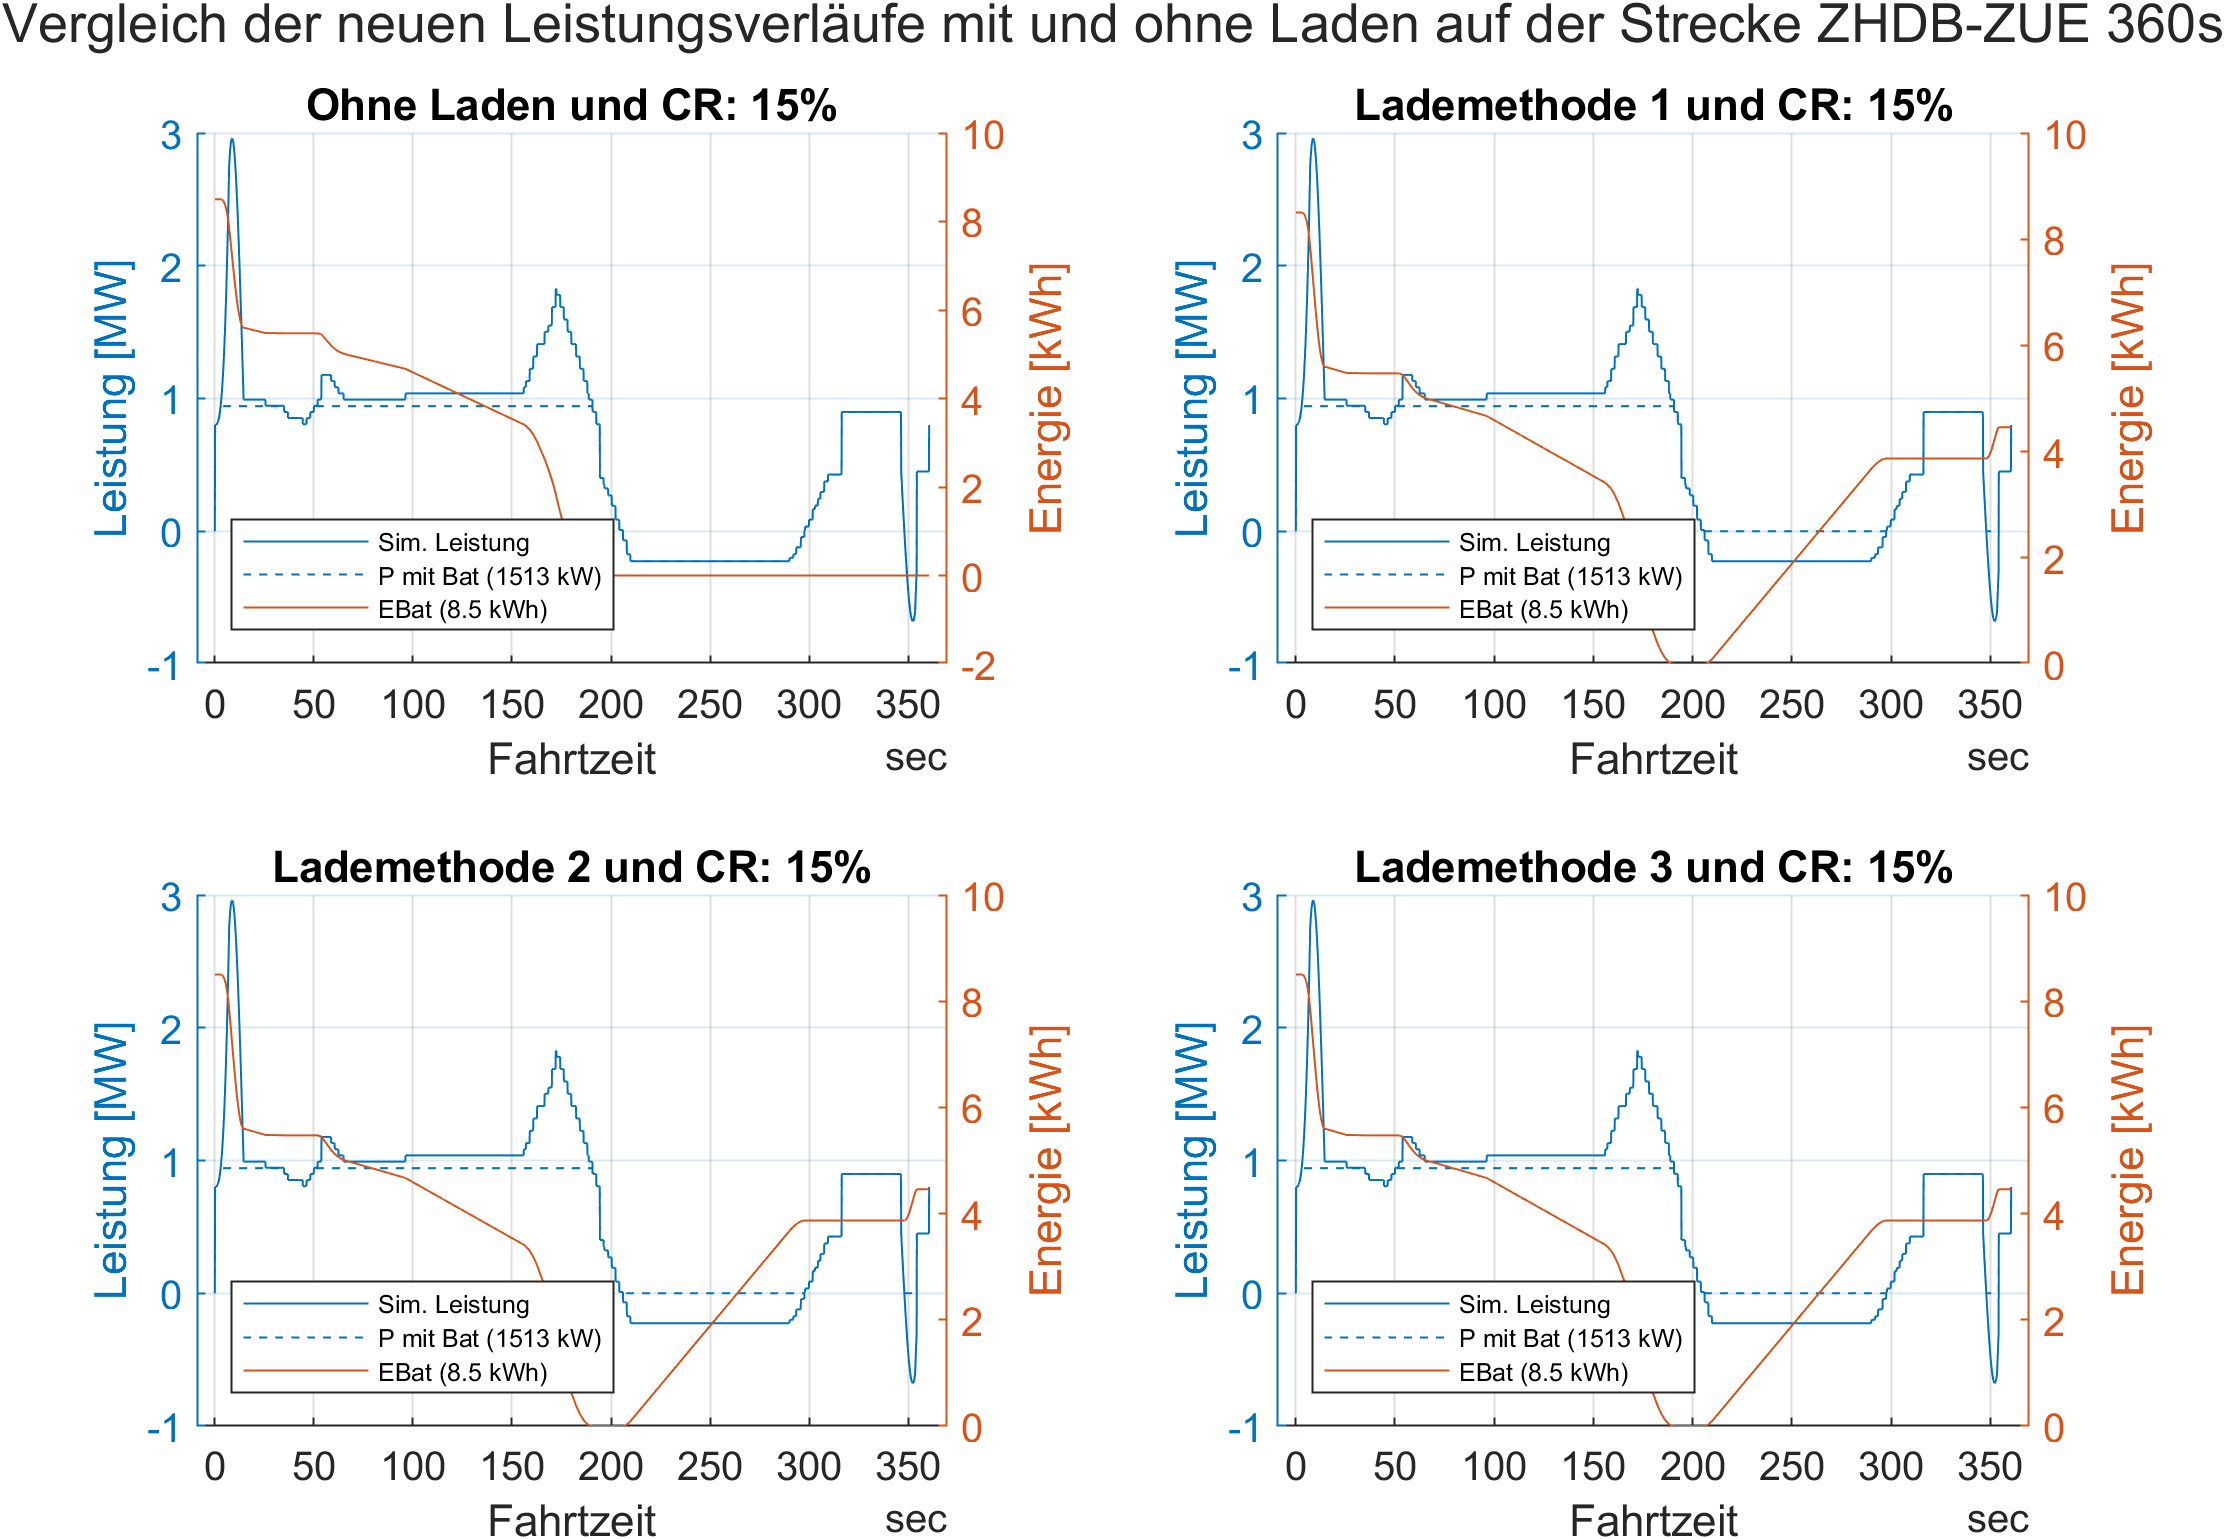 Vergleich der neuen Leistungsverläufe mit und ohne Laden auf der Strecke ZHDB-ZUE 360s
Ohne Laden und CR: 15%
3
2
1
0
-1
Leistung [MW]
10
8
6
4
2
0
-2
Energie [kWh]
Sim. Leistung
P mit Bat (1513 kW)
EBat (8.5 kWh)
0 50 100 150 200 250 300 350
Fahrtzeit
sec
Lademethode 1 und CR: 15%
3
2
1
0
-1
Leistung [MW]
10
8
6
4
2
0
Energie [kWh]
Sim. Leistung
P mit Bat (1513 kW)
EBat (8.5 kWh)
0 50 100 150 200 250 300 350
Fahrtzeit
sec
Lademethode 2 und CR: 15%
3
2
1
0
-1
Leistung [MW]
10
8
6
4
2
0
Energie [kWh]
Sim. Leistung
P mit Bat (1513 kW)
EBat (8.5 kWh)
0 50 100 150 200 250 300 350
Fahrtzeit
sec
Lademethode 3 und CR: 15%
3
2
1
0
-1
Leistung [MW]
10
8
6
4
2
0
Energie [kWh]
Sim. Leistung
P mit Bat (1513 kW)
EBat (8.5 kWh)
0 50 100 150 200 250 300 350
Fahrtzeit
sec